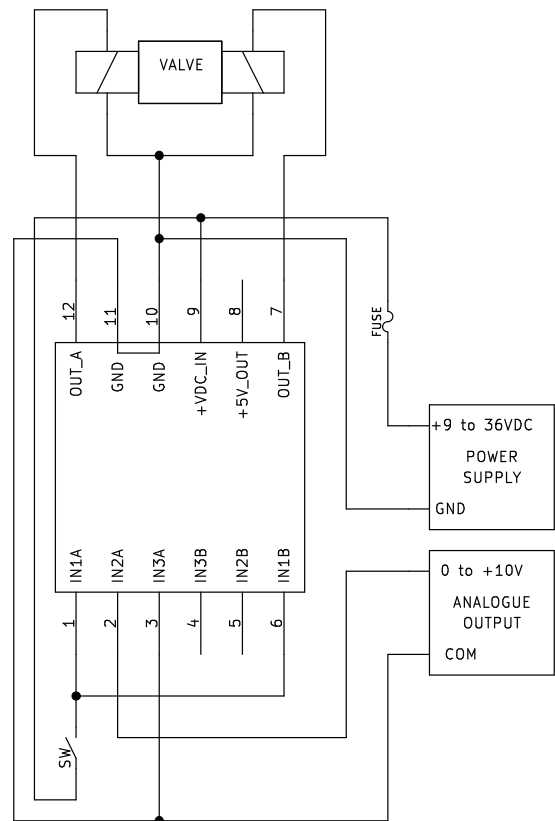 VALVE
12
11
10
9
8
7
FUSE
OUT_A
GND
GND
+VDC_IN
+5V_OUT
OUT_B
+9 to 36VDC
POWER
SUPPLY
GND
IN1A
IN2A
IN3A
IN3B
IN2B
IN1B
0 to +10V
ANALOGUE
OUTPUT
COM
1
2
3
4
5
6
SW